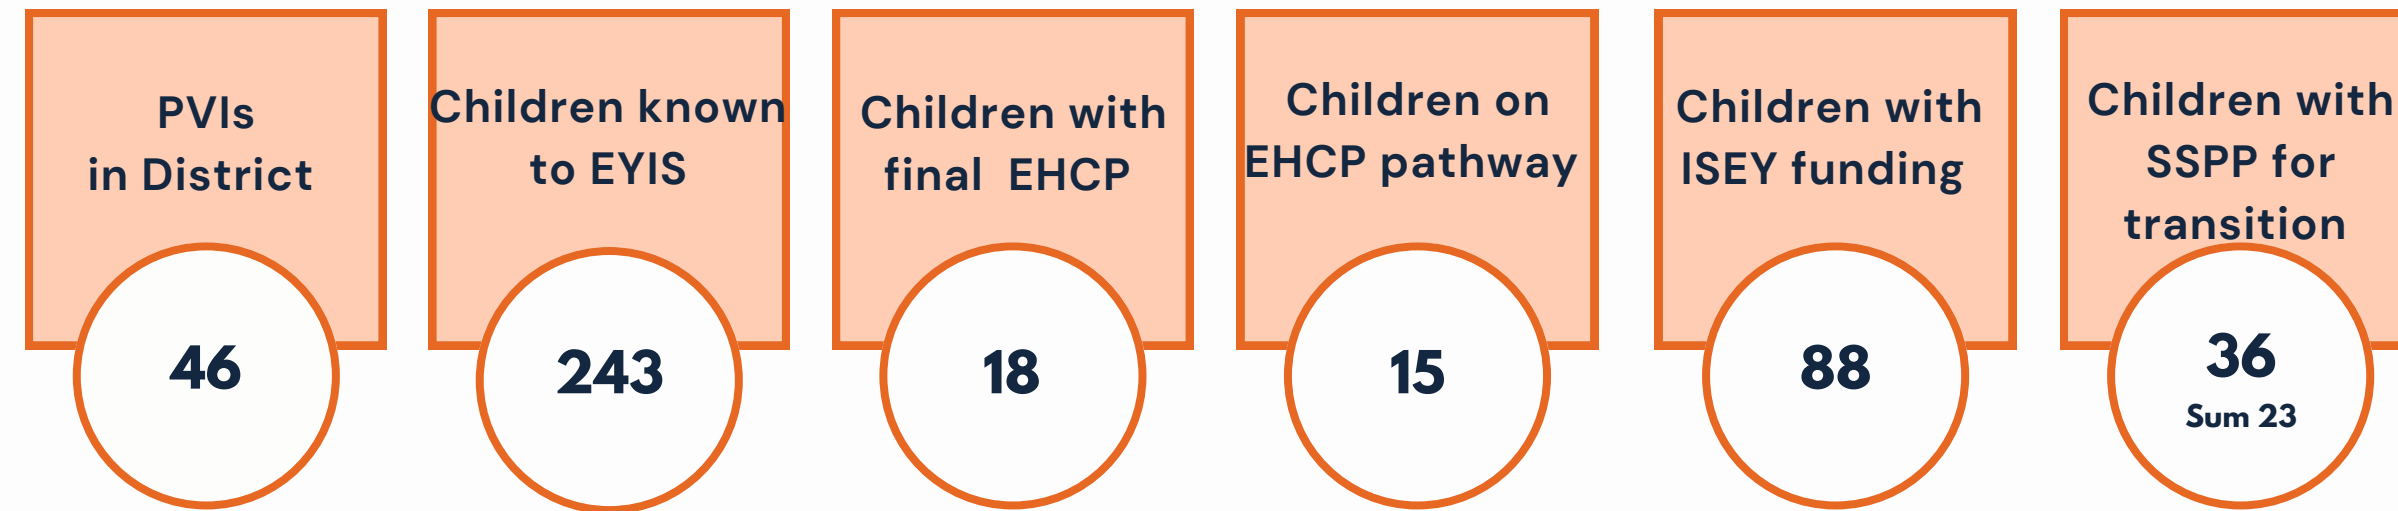 PVIs
in District
46
Children known
to EYIS
243
Children with
final  EHCP
18
Children on
EHCP pathway
15
Children with
ISEY funding
88
Children with
SSPP for
transition
36
Sum 23